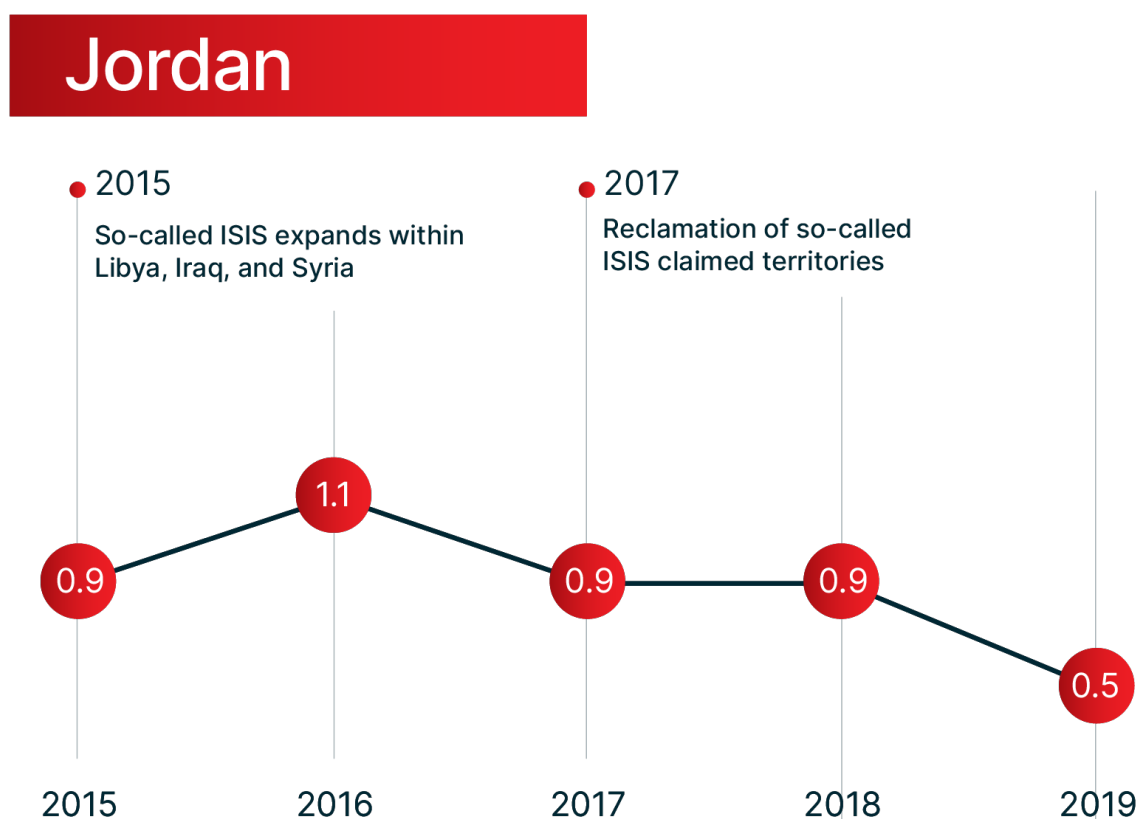 Jordan
2015
So-called ISIS expands within
Libya, Iraq, and Syria
2017
Reclamation of so-called
ISIS claimed territories
0.9
1.1
0.9
0.9
0.5
2015
2016
2017
2018
2019